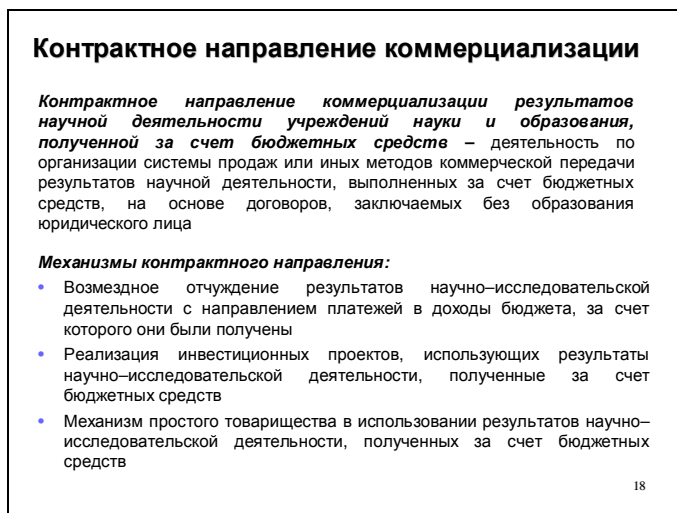 Контрактное направление коммерциализации
Контрактное направление коммерциализации результатов
научной деятельности учреждений науки и образования,
полученной за счет бюджетных средств – деятельность по
организации системы продаж или иных методов коммерческой передачи
результатов научной деятельности, выполненных за счет бюджетных
средств, на основе договоров, заключаемых без образования
юридического лица
Механизмы контрактного направления:
• Возмездное отчуждение результатов научно–исследовательской
деятельности с направлением платежей в доходы бюджета, за счет
которого они были получены
• Реализация инвестиционных проектов, использующих результаты
научно–исследовательской деятельности, полученные за счет
бюджетных средств
• Механизм простого товарищества в использовании результатов научно–
исследовательской деятельности, полученных за счет бюджетных
средств
18